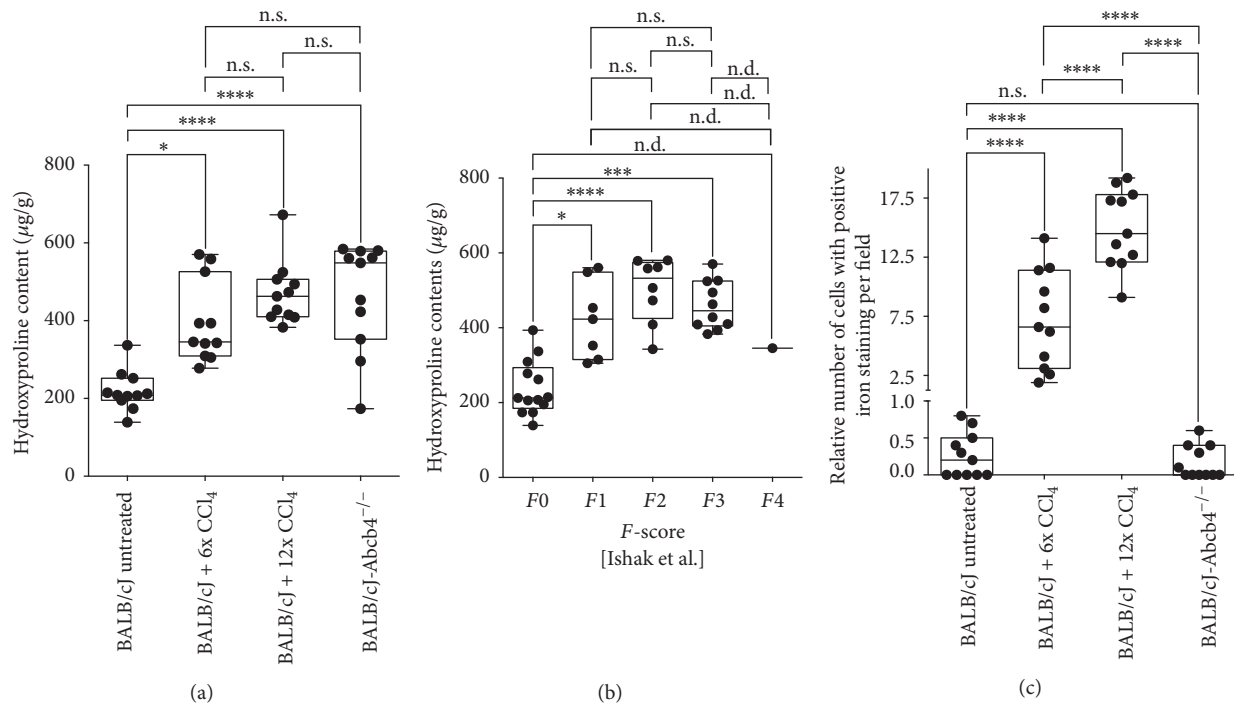 n.s.
n.s.
n.s.
****
****
*
Hydroxyproline content (μg/g)
800
600
400
200
0
BALB/cJ untreated
BALB/cJ + 6x CCl₄
BALB/cJ + 12x CCl₄
BALB/cJ-Abcb4⁻/⁻
(a)
n.s.
n.s.
n.s.
n.d.
n.d.
n.d.
n.d.
***
****
*
Hydroxyproline contents (μg/g)
800
600
400
200
0
F0 F1 F2 F3 F4
F-score
[Ishak et al.]
(b)
****
****
****
n.s.
****
****
Relative number of cells with positive
iron staining per field
17.5
12.5
7.5
2.5
1.0
0.5
0.0
BALB/cJ untreated
BALB/cJ + 6x CCl₄
BALB/cJ + 12x CCl₄
BALB/cJ-Abcb4⁻/⁻
(c)